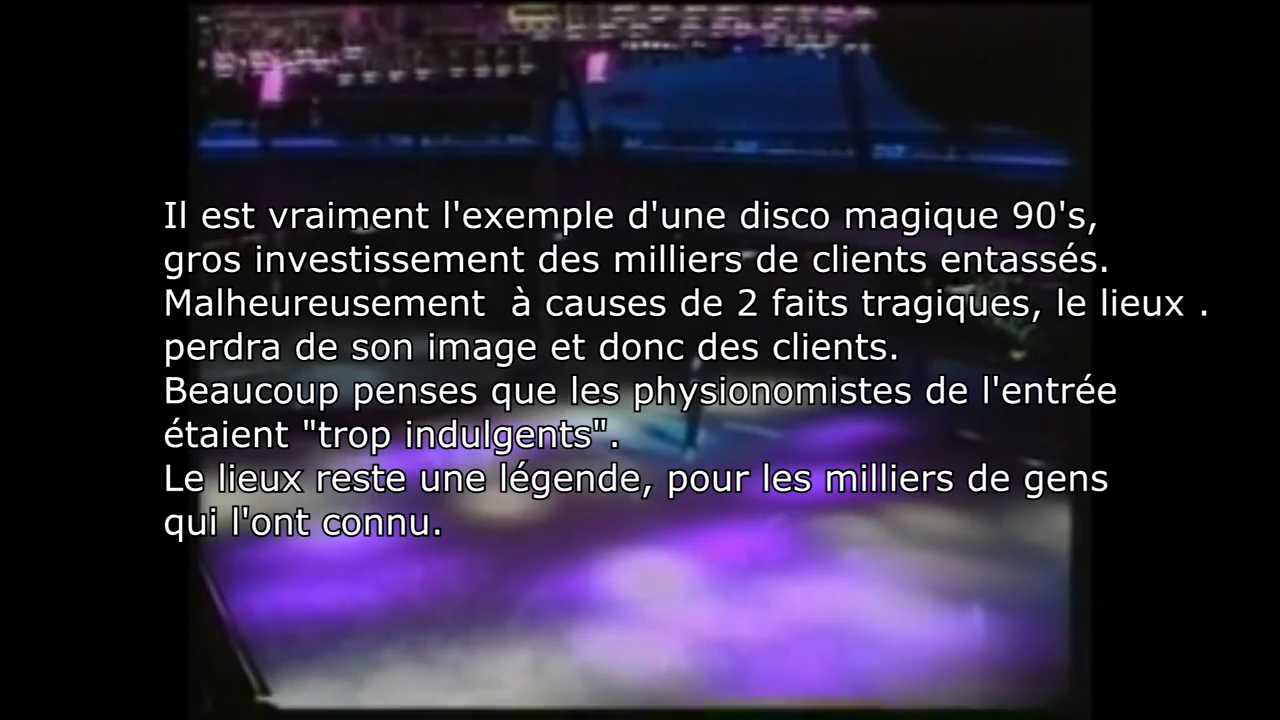 Il est vraiment l'exemple d'une disco magique 90's,
gros investissement des milliers de clients entassés.
Malheureusement  à causes de 2 faits tragiques, le lieux .
perdra de son image et donc des clients.
Beaucoup penses que les physionomistes de l'entrée
étaient "trop indulgents".
Le lieux reste une légende, pour les milliers de gens
qui l'ont connu.